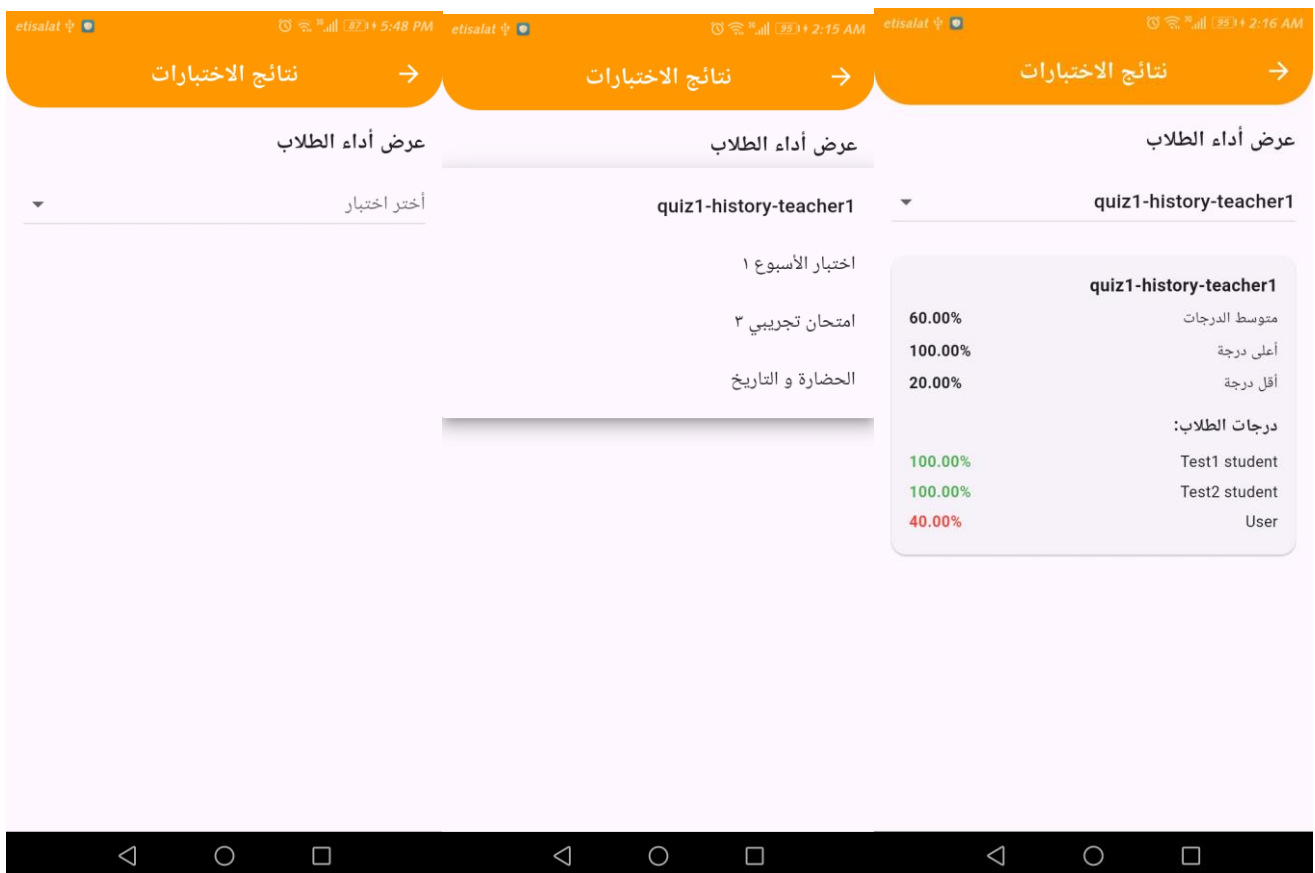 etisalat 87 5:48 PM
نتائج الاختبارات
عرض أداء الطلاب
أختر اختبار
etisalat 95 2:15 AM
نتائج الاختبارات
عرض أداء الطلاب
quiz1-history-teacher1
اختبار الأسبوع ١
امتحان تجريبي ٣
الحضارة و التاريخ
etisalat 95 2:16 AM
نتائج الاختبارات
عرض أداء الطلاب
quiz1-history-teacher1
quiz1-history-teacher1
متوسط الدرجات 60.00%
أعلى درجة 100.00%
أقل درجة 20.00%
درجات الطلاب:
Test1 student 100.00%
Test2 student 100.00%
User 40.00%